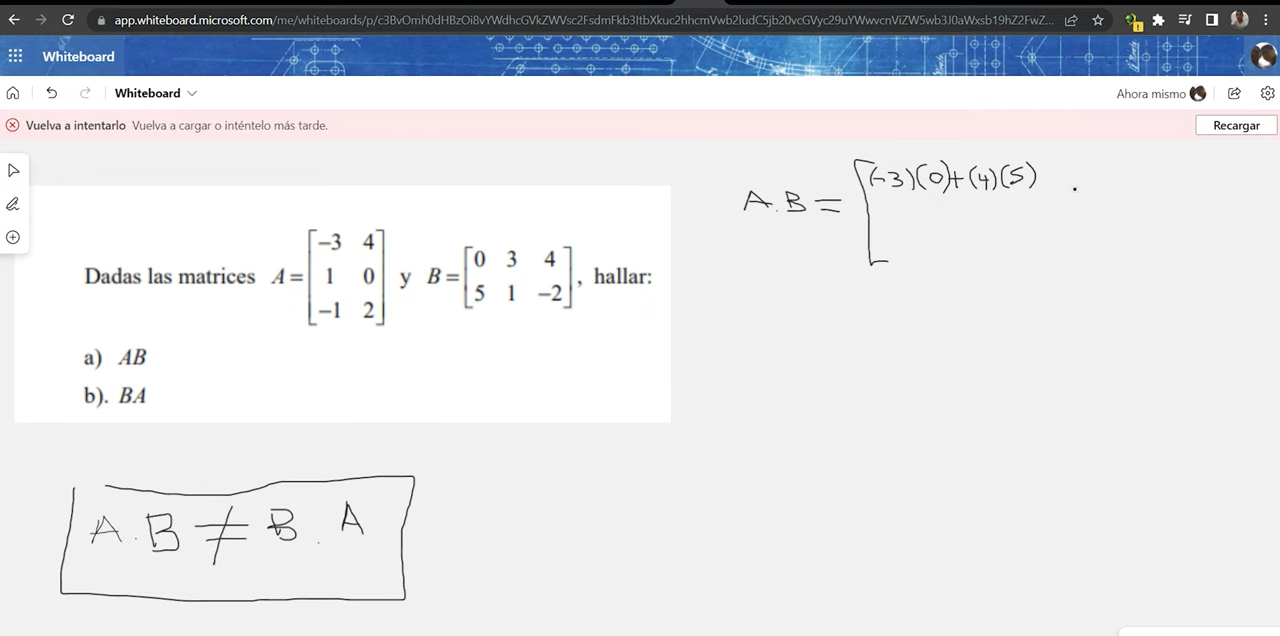 app.whiteboard.microsoft.com/me/whiteboards/p/
Whiteboard
Whiteboard
Ahora mismo
Vuelva a intentarlo Vuelva a cargar o inténtelo más tarde.
Recargar
A.B = [(-3)(0)+(4)(5)
Dadas las matrices A = [-3 4
1 0
-1 2] y B = [0 3 4
5 1 -2], hallar:
a) AB
b). BA
A.B ≠ B.A